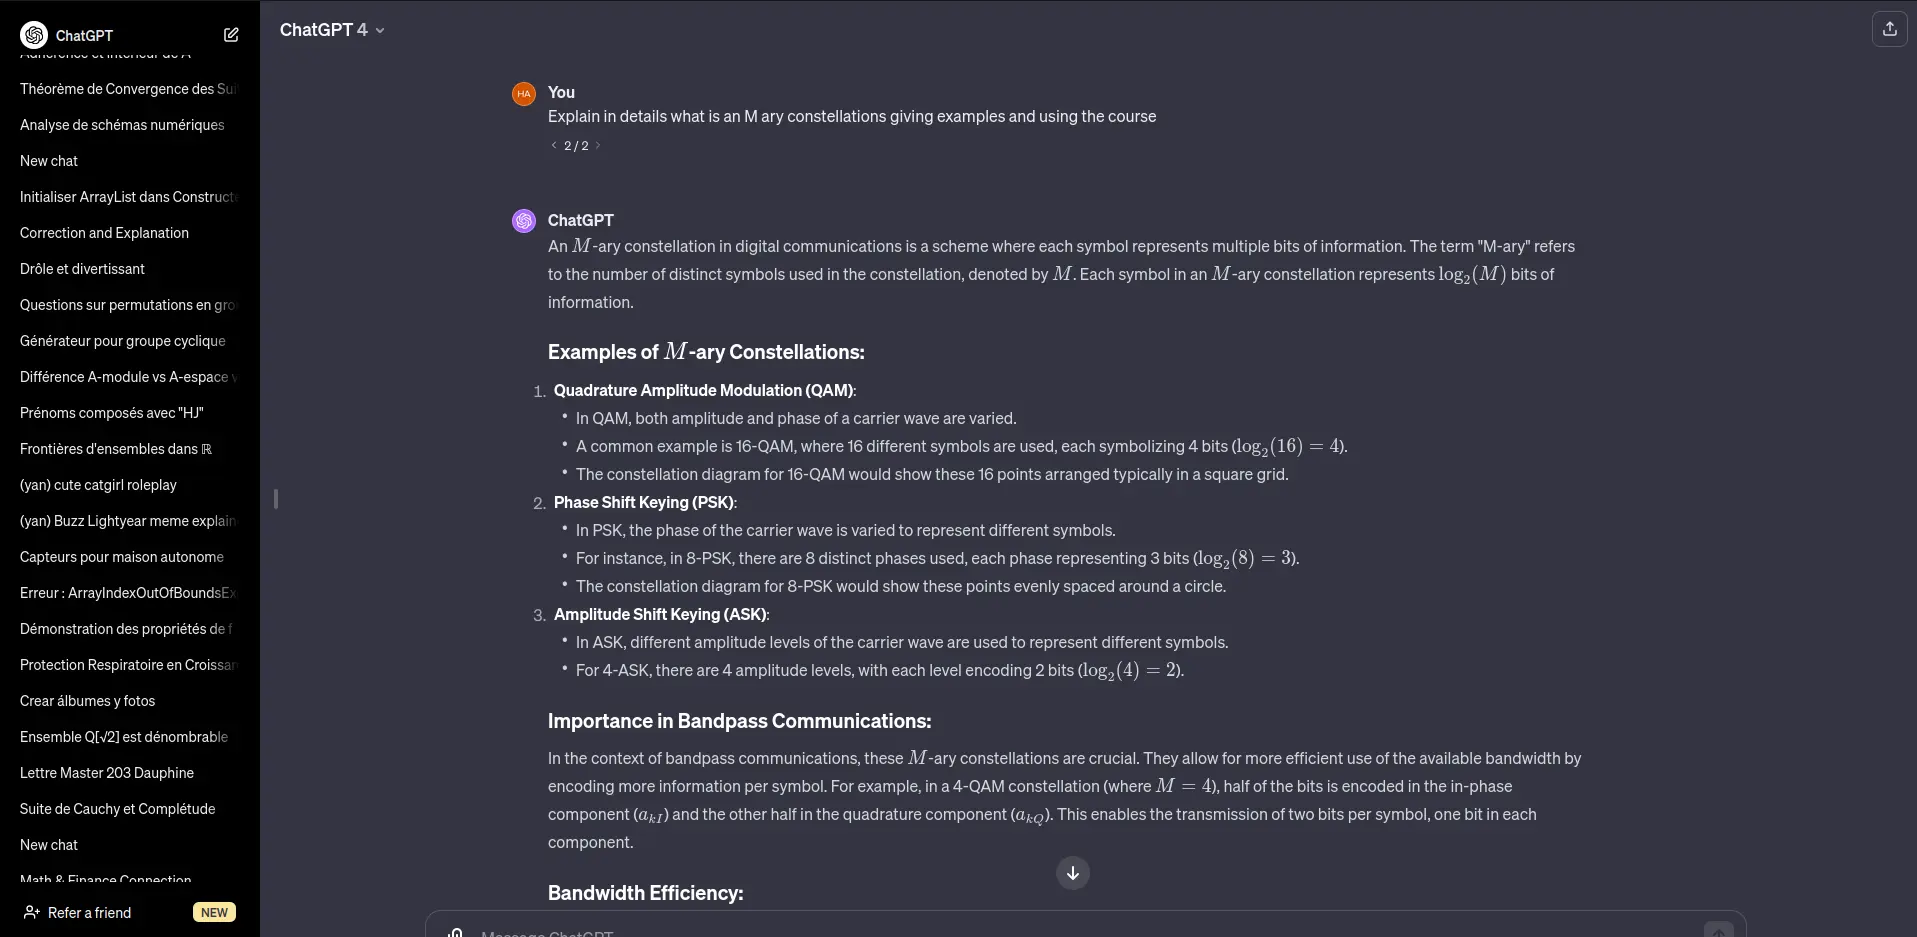 ChatGPT
Adhérence et intérieur de A
Théorème de Convergence des Sui
Analyse de schémas numériques
New chat
Initialiser ArrayList dans Constructe
Correction and Explanation
Drôle et divertissant
Questions sur permutations en gro
Générateur pour groupe cyclique
Différence A-module vs A-espace v
Prénoms composés avec "HJ"
Frontières d'ensembles dans ℝ
(yan) cute catgirl roleplay
(yan) Buzz Lightyear meme explain
Capteurs pour maison autonome
Erreur : ArrayIndexOutOfBoundsEx
Démonstration des propriétés de f
Protection Respiratoire en Croissan
Crear álbumes y fotos
Ensemble Q[√2] est dénombrable
Lettre Master 203 Dauphine
Suite de Cauchy et Complétude
New chat
Math & Finance Connection
Refer a friend NEW
ChatGPT 4
HA You
Explain in details what is an M ary constellations giving examples and using the course
< 2 / 2 >
ChatGPT
An M-ary constellation in digital communications is a scheme where each symbol represents multiple bits of information. The term "M-ary" refers
to the number of distinct symbols used in the constellation, denoted by M. Each symbol in an M-ary constellation represents log₂(M) bits of
information.
Examples of M-ary Constellations:
1. Quadrature Amplitude Modulation (QAM):
• In QAM, both amplitude and phase of a carrier wave are varied.
• A common example is 16-QAM, where 16 different symbols are used, each symbolizing 4 bits (log₂(16) = 4).
• The constellation diagram for 16-QAM would show these 16 points arranged typically in a square grid.
2. Phase Shift Keying (PSK):
• In PSK, the phase of the carrier wave is varied to represent different symbols.
• For instance, in 8-PSK, there are 8 distinct phases used, each phase representing 3 bits (log₂(8) = 3).
• The constellation diagram for 8-PSK would show these points evenly spaced around a circle.
3. Amplitude Shift Keying (ASK):
• In ASK, different amplitude levels of the carrier wave are used to represent different symbols.
• For 4-ASK, there are 4 amplitude levels, with each level encoding 2 bits (log₂(4) = 2).
Importance in Bandpass Communications:
In the context of bandpass communications, these M-ary constellations are crucial. They allow for more efficient use of the available bandwidth by
encoding more information per symbol. For example, in a 4-QAM constellation (where M = 4), half of the bits is encoded in the in-phase
component (a_kI) and the other half in the quadrature component (a_kQ). This enables the transmission of two bits per symbol, one bit in each
component.
Bandwidth Efficiency:
Message ChatGPT